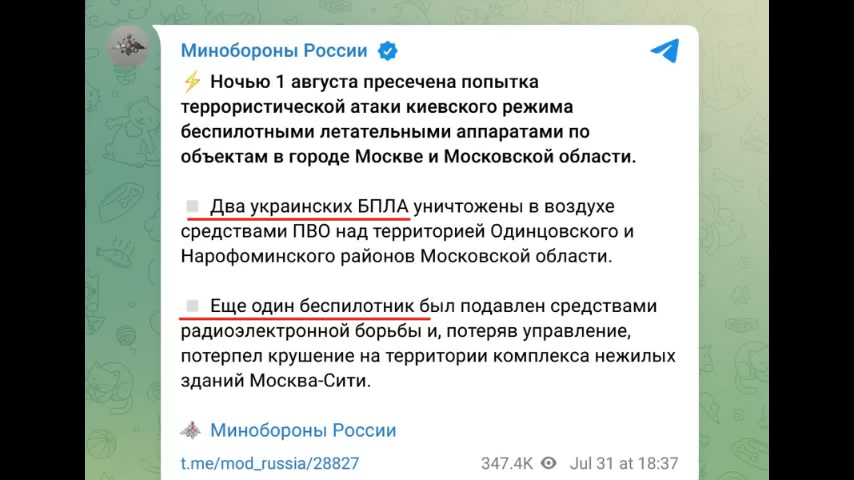 Минобороны России
⚡ Ночью 1 августа пресечена попытка
террористической атаки киевского режима
беспилотными летательными аппаратами по
объектам в городе Москве и Московской области.
◽ Два украинских БПЛА уничтожены в воздухе
средствами ПВО над территорией Одинцовского и
Нарофоминского районов Московской области.
◽ Еще один беспилотник был подавлен средствами
радиоэлектронной борьбы и, потеряв управление,
потерпел крушение на территории комплекса нежилых
зданий Москва-Сити.
Минобороны России
t.me/mod_russia/28827 347.4K Jul 31 at 18:37